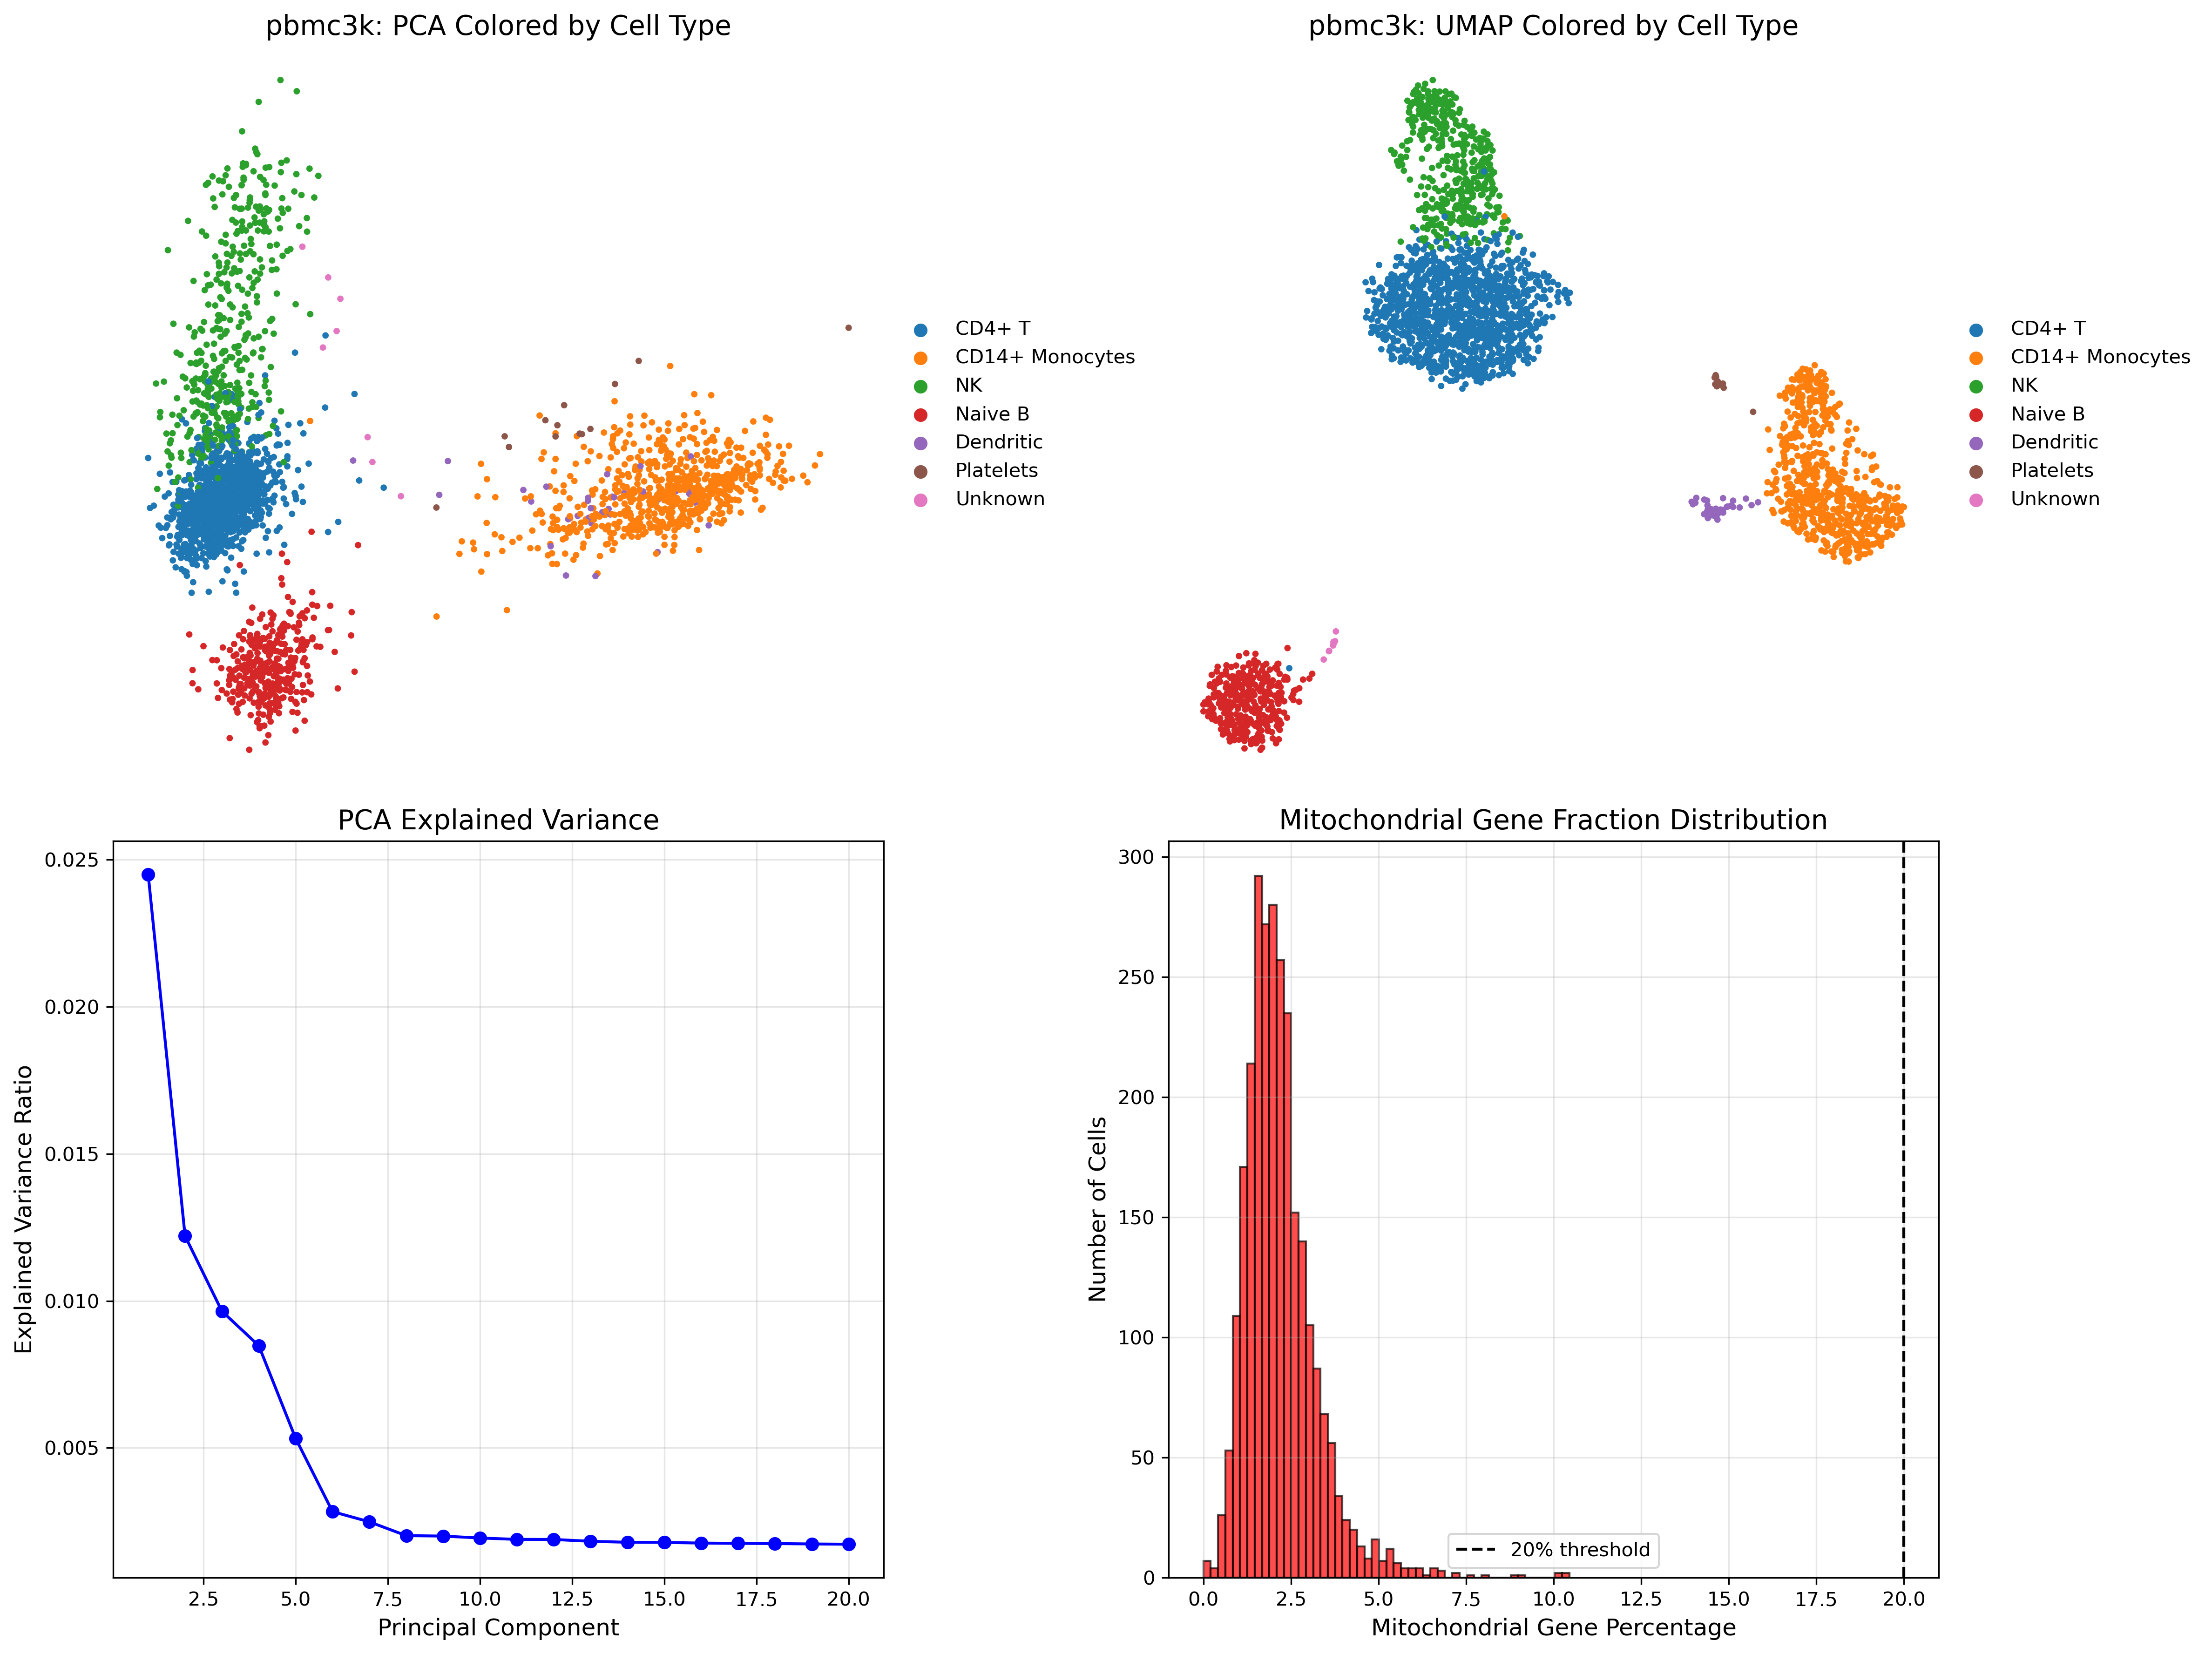 pbmc3k: PCA Colored by Cell Type
CD4+ T
CD14+ Monocytes
NK
Naive B
Dendritic
Platelets
Unknown
pbmc3k: UMAP Colored by Cell Type
CD4+ T
CD14+ Monocytes
NK
Naive B
Dendritic
Platelets
Unknown
PCA Explained Variance
Explained Variance Ratio
0.025
0.020
0.015
0.010
0.005
2.5 5.0 7.5 10.0 12.5 15.0 17.5 20.0
Principal Component
Mitochondrial Gene Fraction Distribution
Number of Cells
300
250
200
150
100
50
0
20% threshold
0.0 2.5 5.0 7.5 10.0 12.5 15.0 17.5 20.0
Mitochondrial Gene Percentage